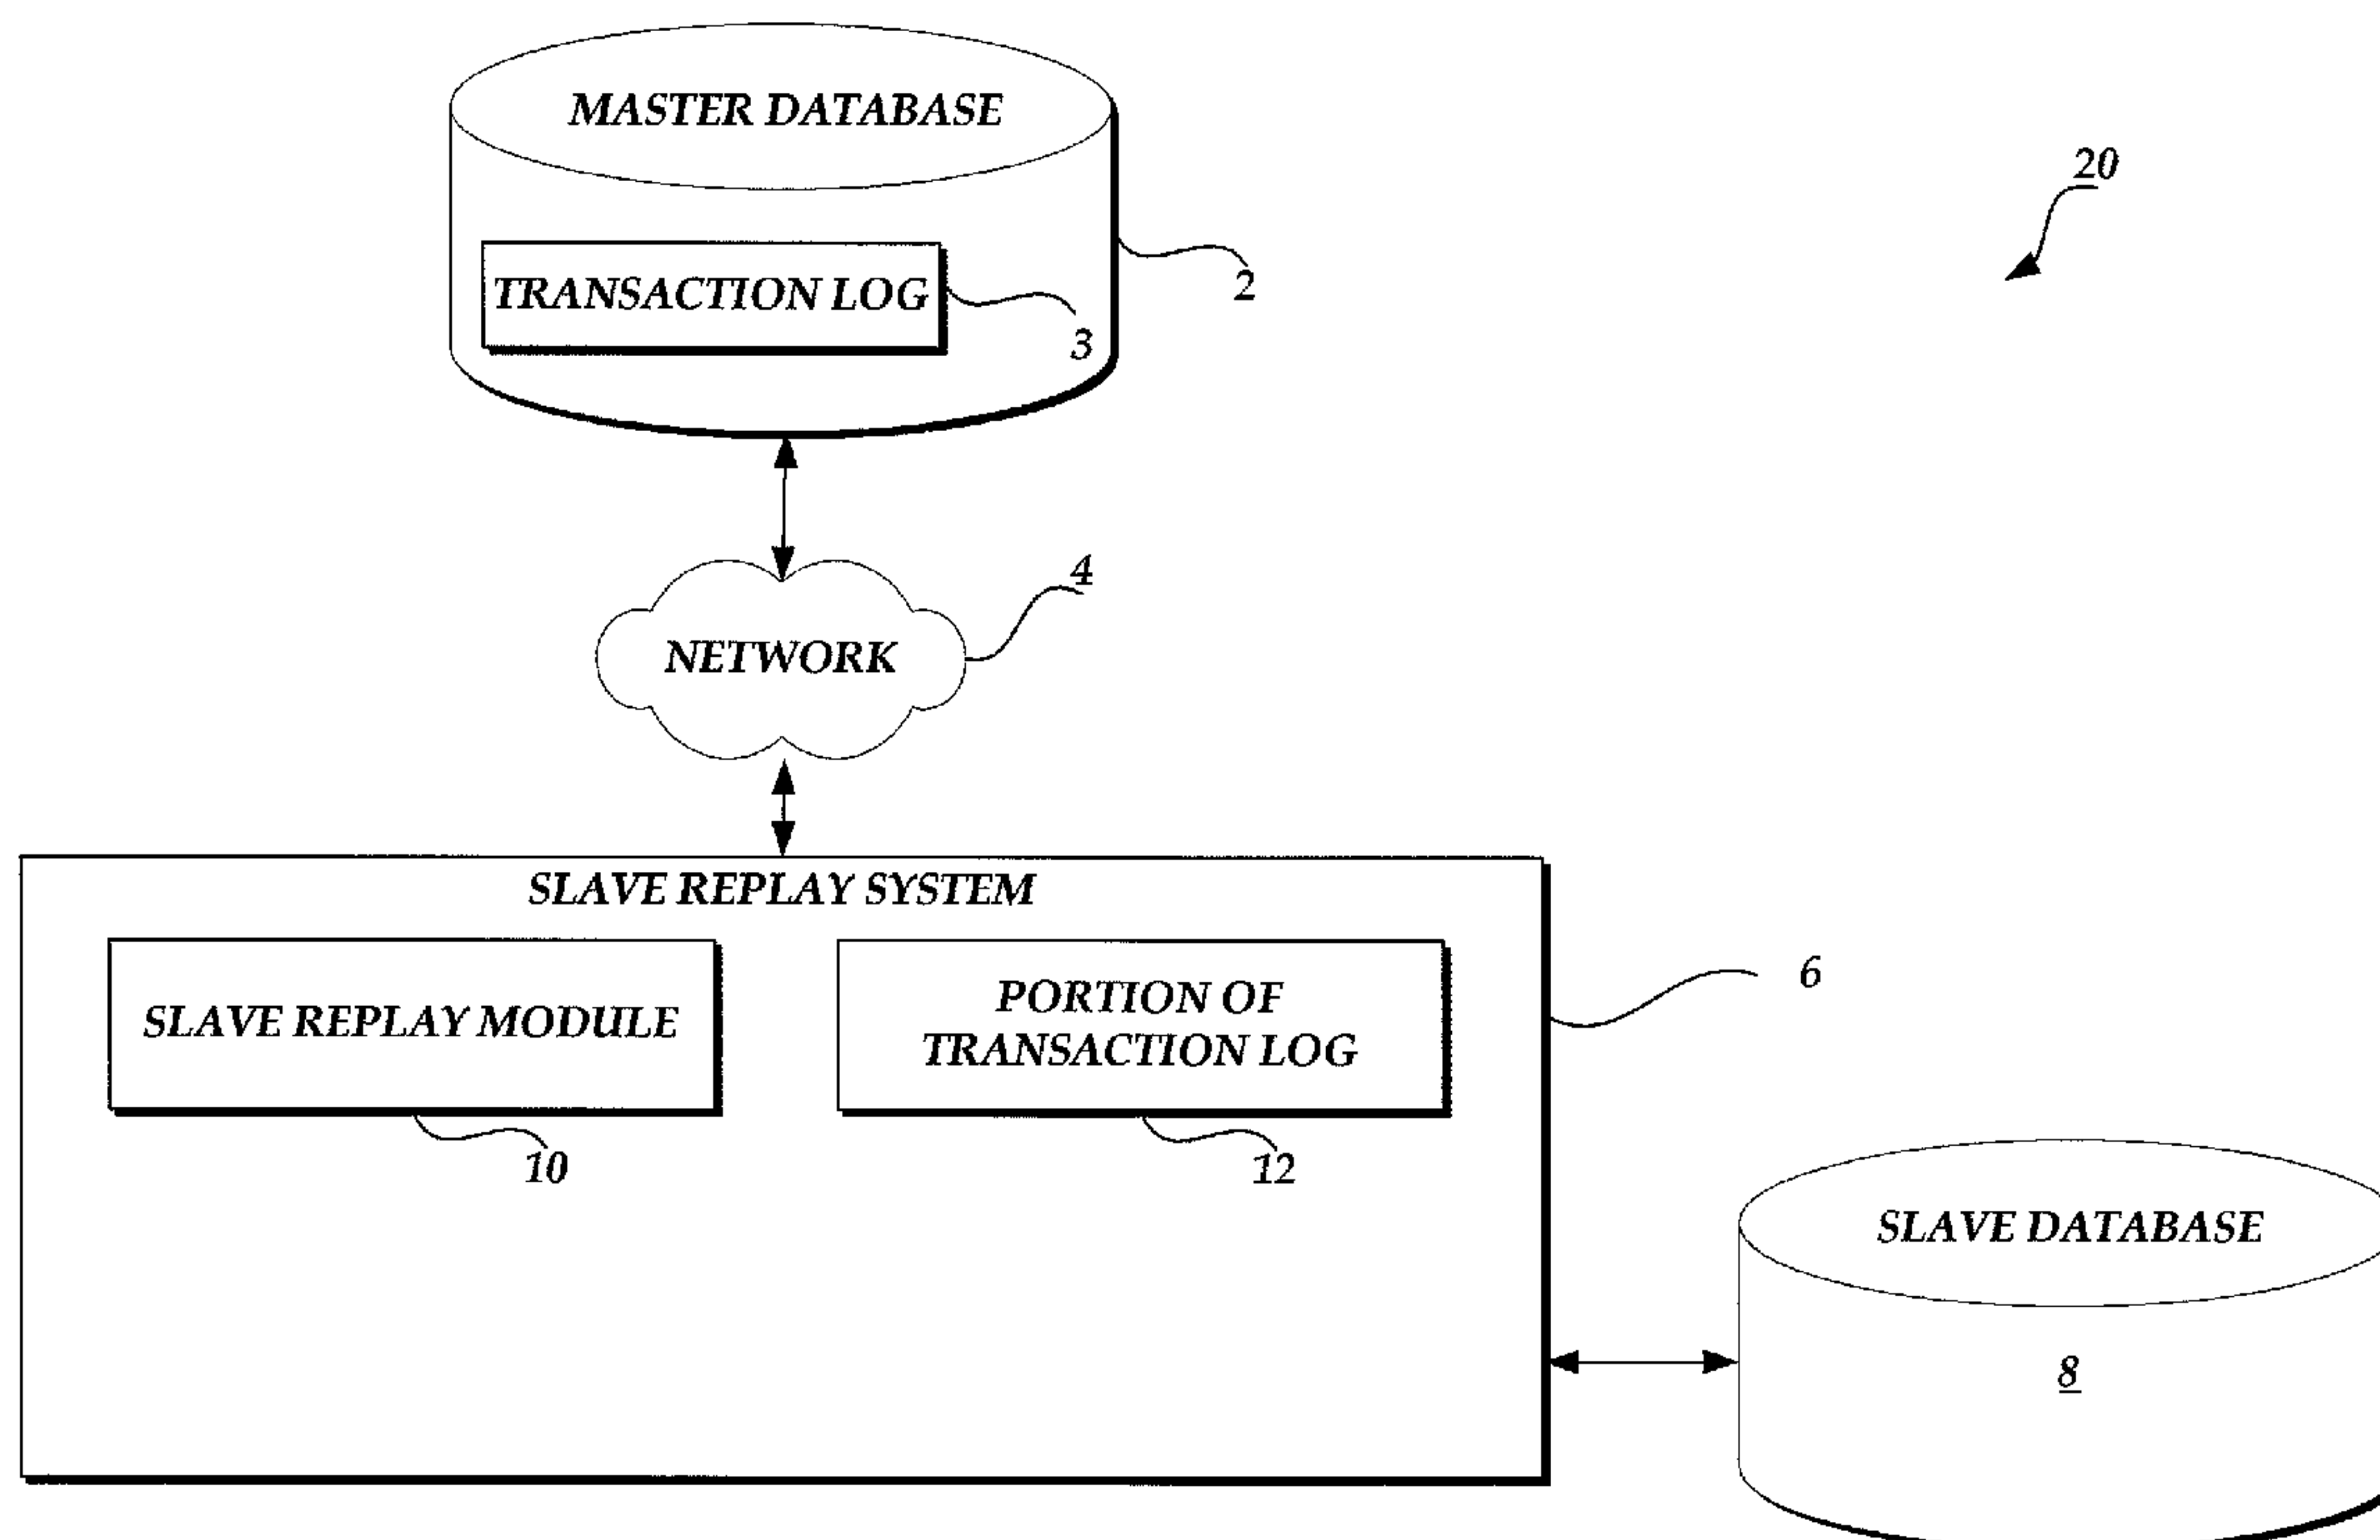 MASTER DATABASE
20
TRANSACTION LOG
2
3
4
NETWORK
SLAVE REPLAY SYSTEM
6
SLAVE REPLAY MODULE
PORTION OF
TRANSACTION LOG
10
12
SLAVE DATABASE
8